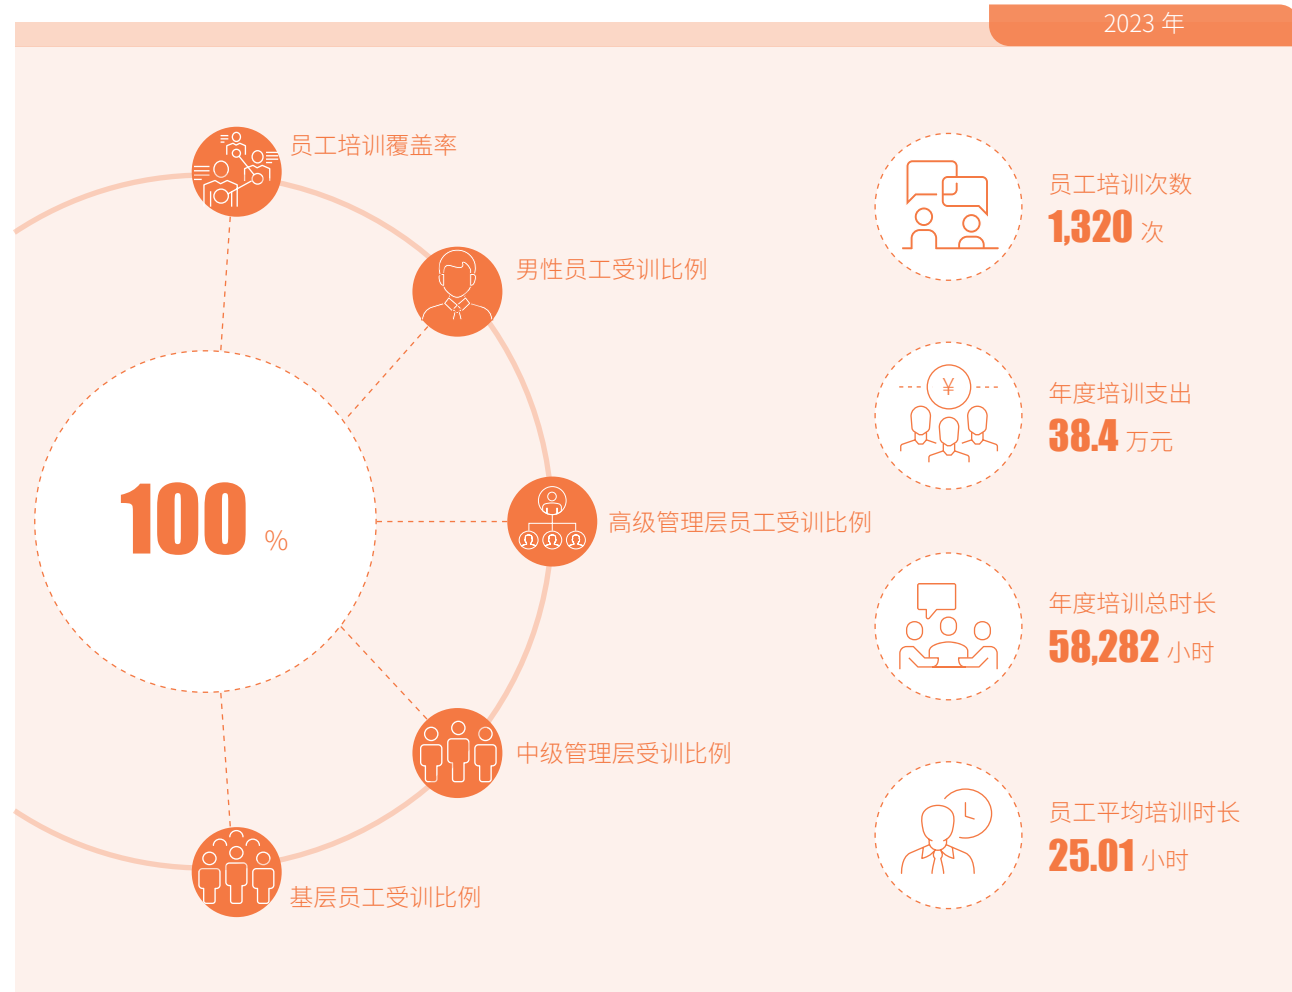 2023 年
员工培训覆盖率
男性员工受训比例
100 %
高级管理层员工受训比例
中级管理层受训比例
基层员工受训比例
员工培训次数
1,320 次
¥
年度培训支出
38.4 万元
年度培训总时长
58,282 小时
员工平均培训时长
25.01 小时